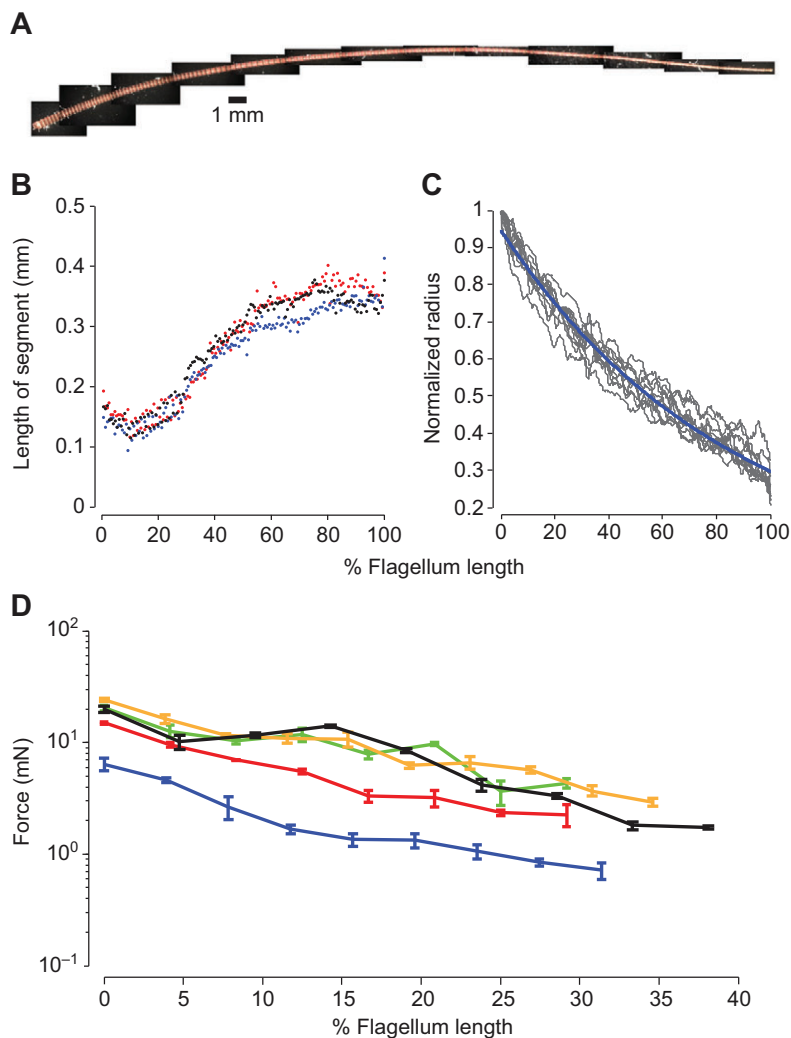 A
1 mm
B
Length of segment (mm)
0.5
0.4
0.3
0.2
0.1
0
0 20 40 60 80 100
C
Normalized radius
1
0.9
0.8
0.7
0.6
0.5
0.4
0.3
0.2
0 20 40 60 80 100
% Flagellum length
D
Force (mN)
10²
10¹
10⁰
10⁻¹
0 5 10 15 20 25 30 35 40
% Flagellum length